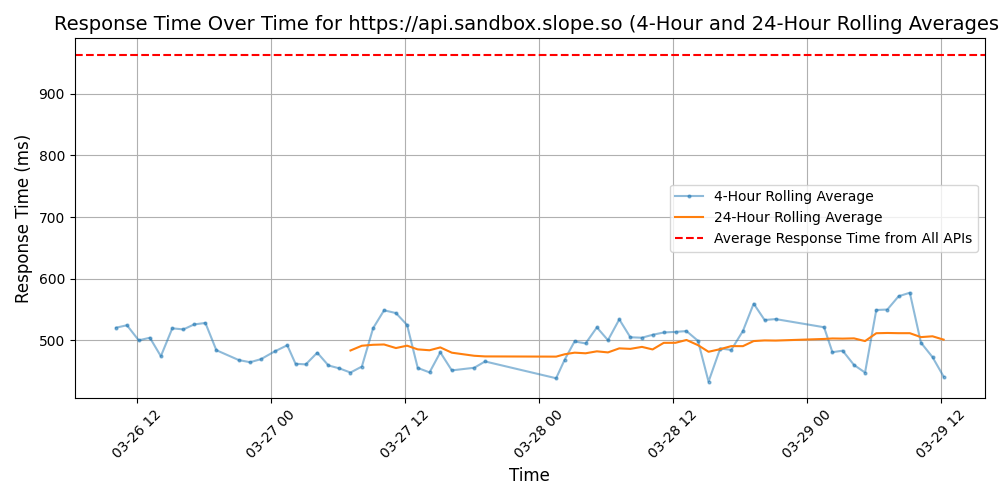 Response Time Over Time for https://api.sandbox.slope.so (4-Hour and 24-Hour Rolling Averages
Response Time (ms)
900
800
700
600
500
4-Hour Rolling Average
24-Hour Rolling Average
Average Response Time from All APIs
03-26 12
03-27 00
03-27 12
03-28 00
03-28 12
03-29 00
03-29 12
Time